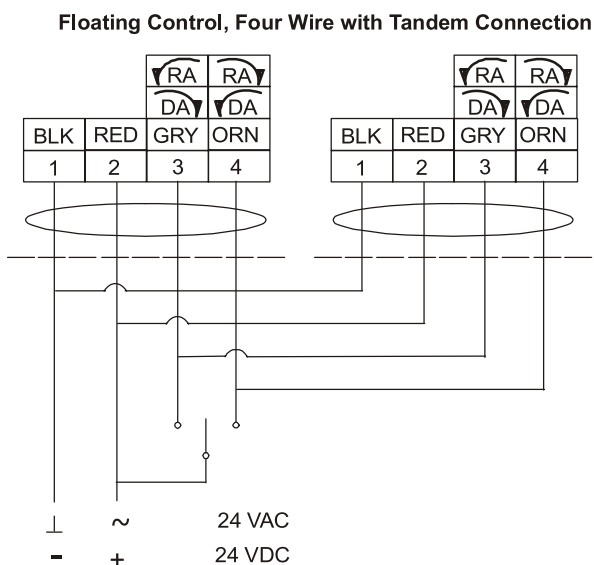 Floating Control, Four Wire with Tandem Connection
RA RA RA RA
DA DA DA DA
BLK RED GRY ORN BLK RED GRY ORN
1 2 3 4 1 2 3 4
⊥ ~ 24 VAC
- + 24 VDC